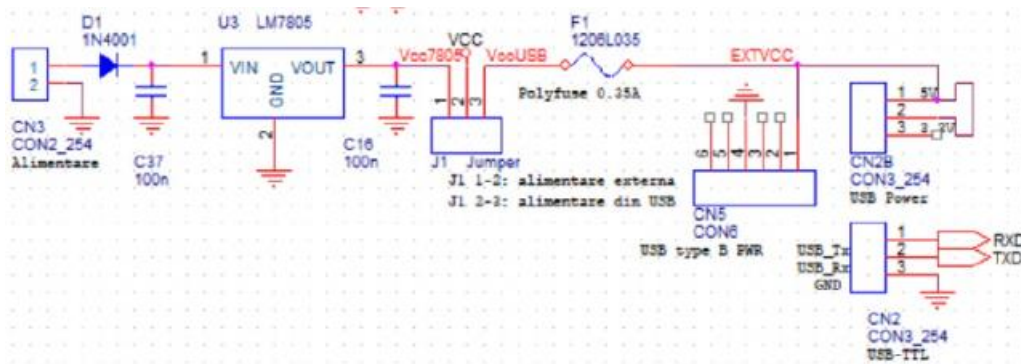 D1
1N4001
U3 LM7805
1
2
CN3
CON2_254
Alimentare
C37
100n
1
VIN
VOUT
GND
3
2
C16
100n
Vcc7805
VCC
VccUSB
1
2
3
J1 Jumper
J1 1-2: alimentare externa
J1 2-3: alimentare din USB
F1
1206L035
Polyfuse 0.35A
EXTVCC
6
5
4
3
2
1
CN5
CON6
USB type B PWR
1
2
3
5V
CN2B
CON3_254
USB Power
USB_Tx
USB_Rx
GND
1
2
3
RXD
TXD
CN2
CON3_254
USB-TTL